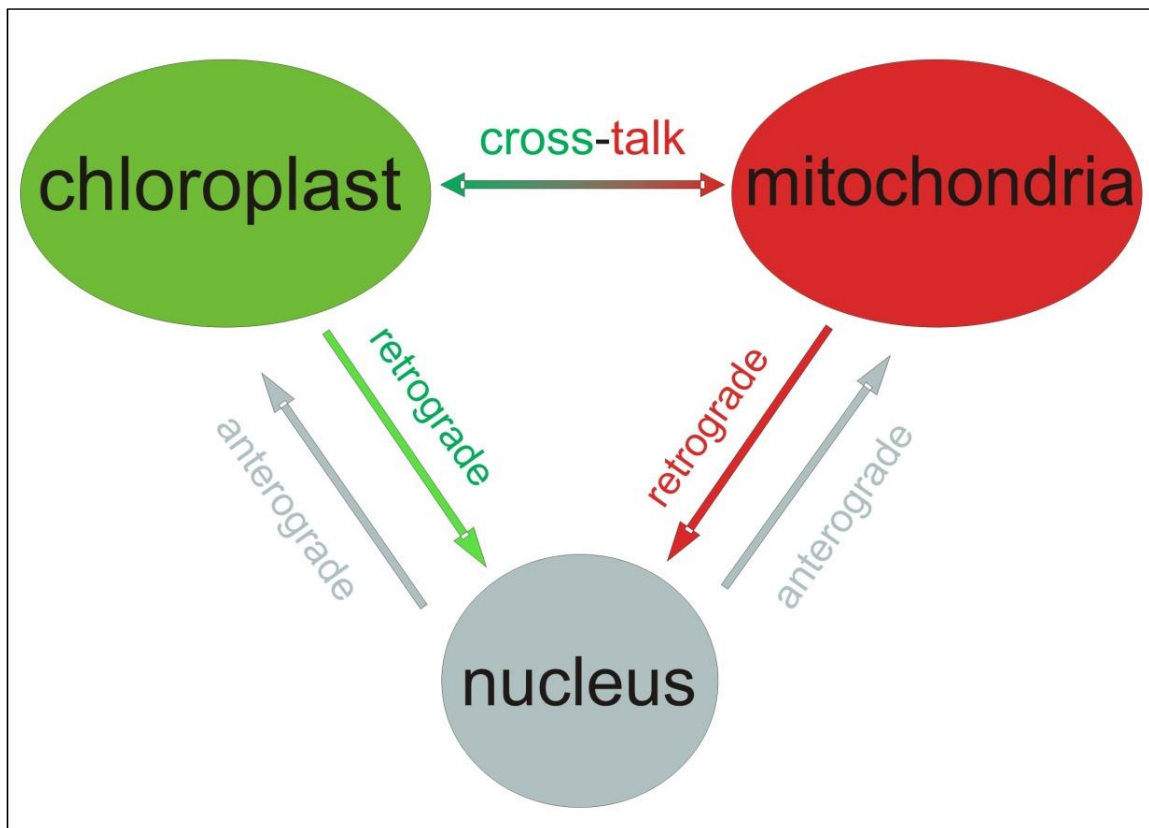 cross-talk
chloroplast
mitochondria
retrograde
retrograde
anterograde
anterograde
nucleus